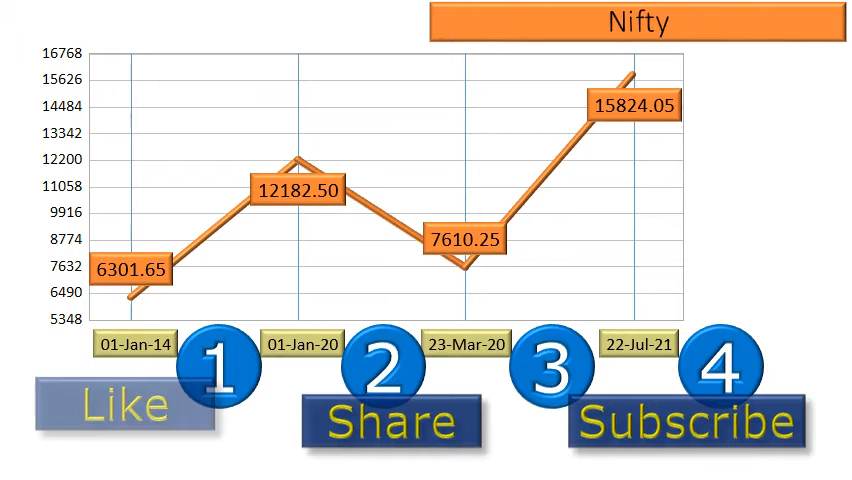 Nifty
16768
15626
14484
13342
12200
11058
9916
8774
7632
6490
5348
6301.65
12182.50
7610.25
15824.05
01-Jan-14
01-Jan-20
23-Mar-20
22-Jul-21
1
2
3
4
Like
Share
Subscribe